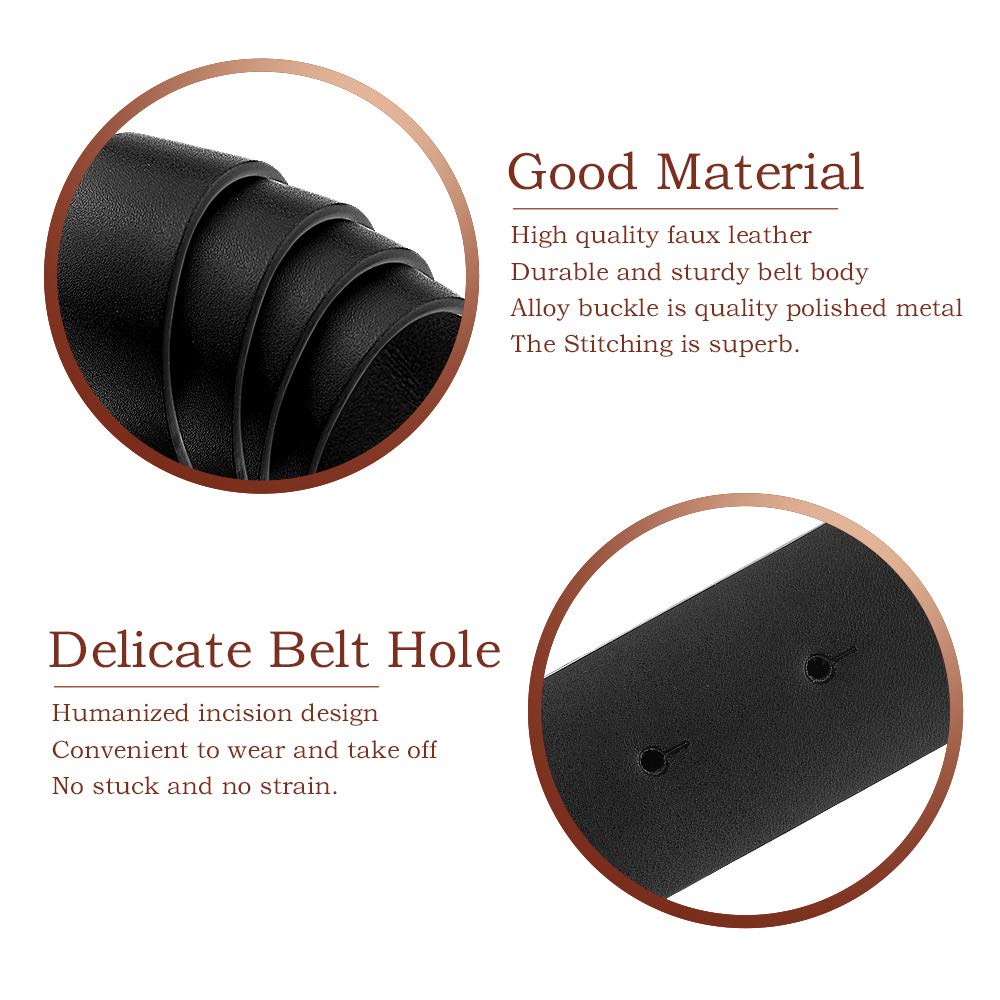 Good Material
High quality faux leather
Durable and sturdy belt body
Alloy buckle is quality polished metal
The Stitching is superb.
Delicate Belt Hole
Humanized incision design
Convenient to wear and take off
No stuck and no strain.